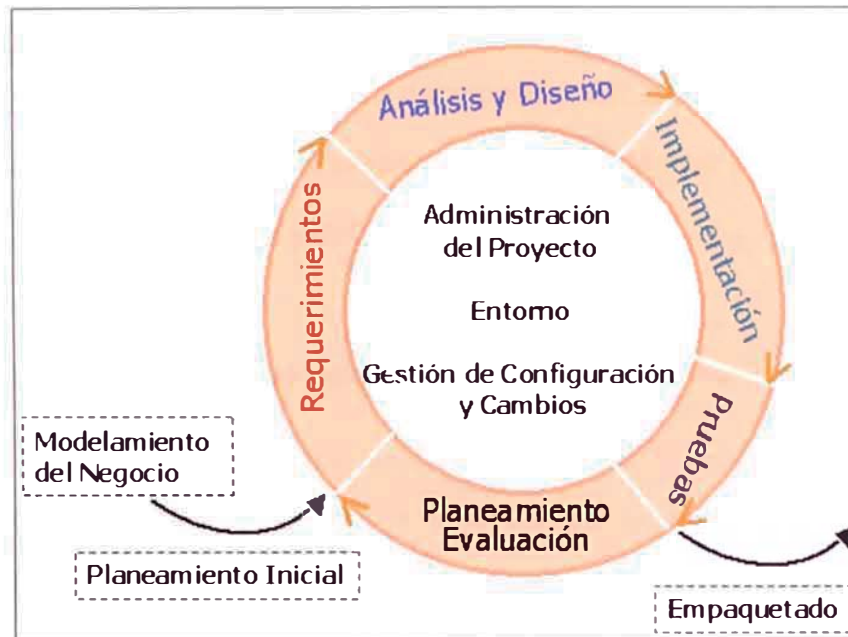 Análisis y Diseño
Implementación
Requerimientos
Administración
del Proyecto
Entorno
Gestión de Configuración
y Cambios
Pruebas
Modelamiento
del Negocio
Planeamiento
Evaluación
Planeamiento Inicial
Empaquetado